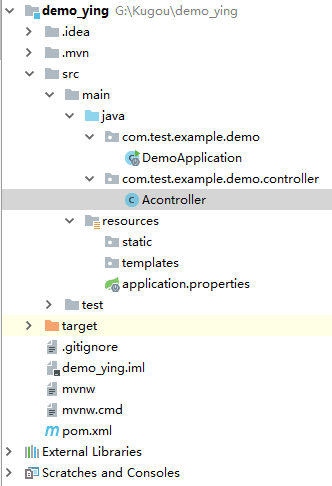 demo_ying G:\Kugou\demo_ying
.idea
.mvn
src
main
java
com.test.example.demo
DemoApplication
com.test.example.demo.controller
Acontroller
resources
static
templates
application.properties
test
target
.gitignore
demo_ying.iml
mvnw
mvnw.cmd
pom.xml
External Libraries
Scratches and Consoles